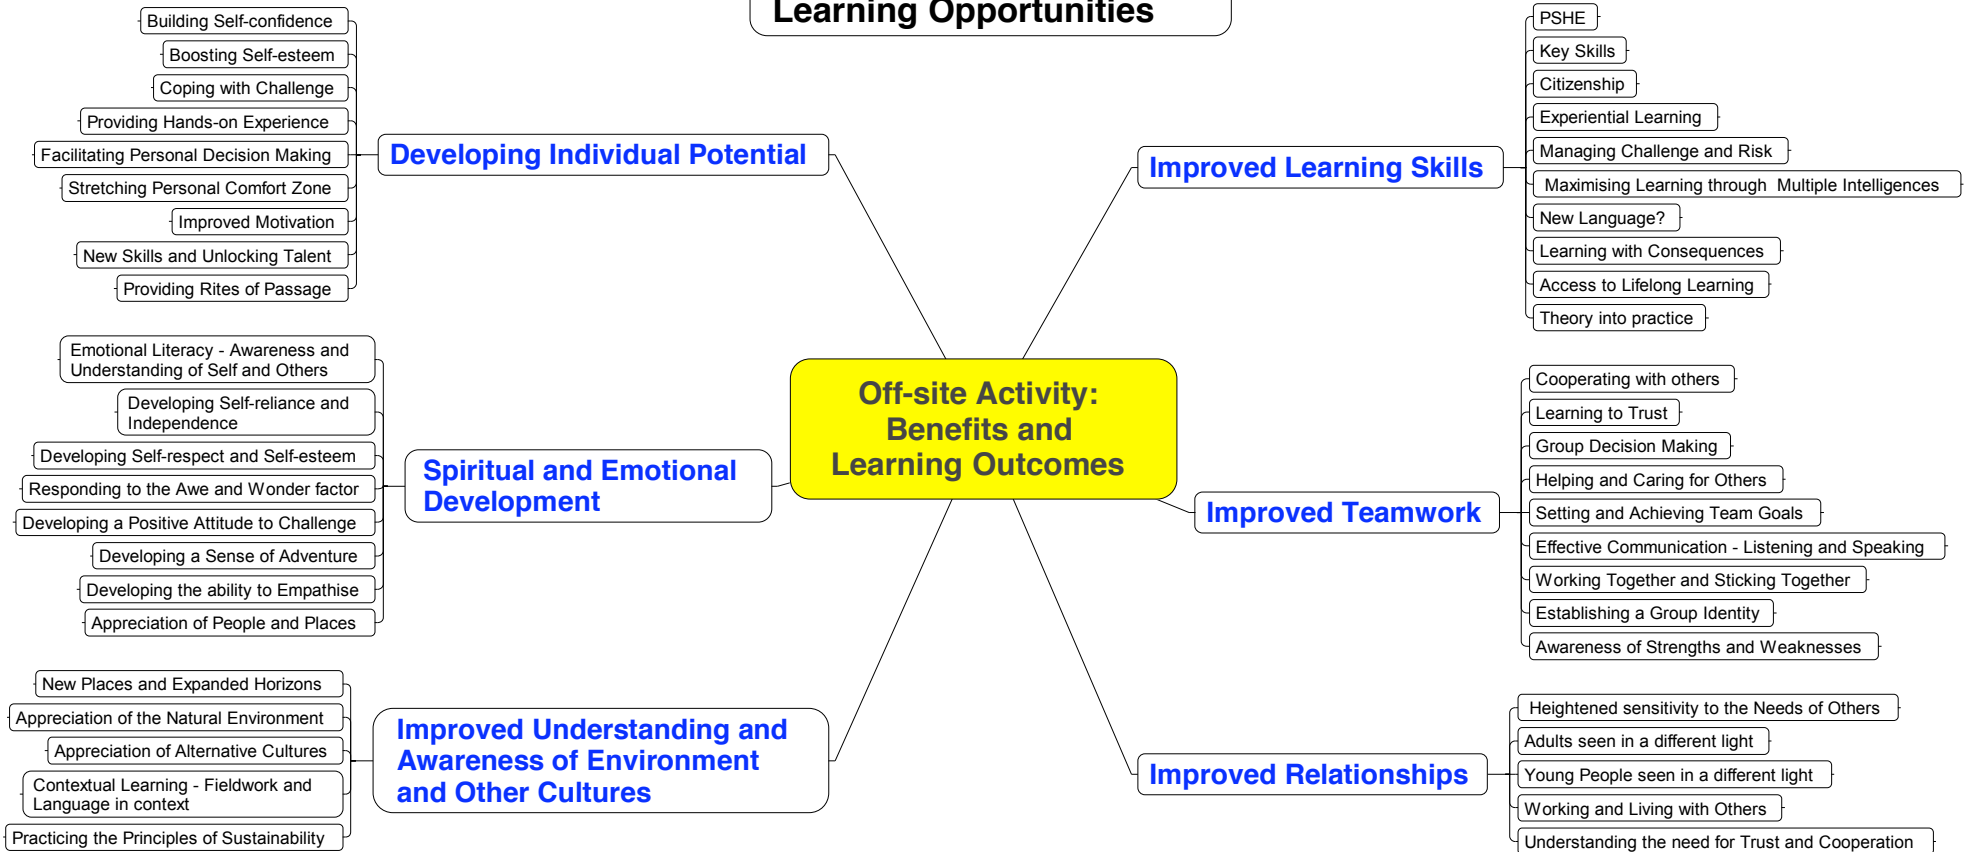 Learning Opportunities
Building Self-confidence
Boosting Self-esteem
Coping with Challenge
Providing Hands-on Experience
Facilitating Personal Decision Making
Stretching Personal Comfort Zone
Improved Motivation
New Skills and Unlocking Talent
Providing Rites of Passage
Developing Individual Potential
Emotional Literacy - Awareness and
Understanding of Self and Others
Developing Self-reliance and
Independence
Developing Self-respect and Self-esteem
Responding to the Awe and Wonder factor
Developing a Positive Attitude to Challenge
Developing a Sense of Adventure
Developing the ability to Empathise
Appreciation of People and Places
Spiritual and Emotional
Development
New Places and Expanded Horizons
Appreciation of the Natural Environment
Appreciation of Alternative Cultures
Contextual Learning - Fieldwork and
Language in context
Practicing the Principles of Sustainability
Improved Understanding and
Awareness of Environment
and Other Cultures
Off-site Activity:
Benefits and
Learning Outcomes
Improved Learning Skills
PSHE
Key Skills
Citizenship
Experiential Learning
Managing Challenge and Risk
Maximising Learning through Multiple Intelligences
New Language?
Learning with Consequences
Access to Lifelong Learning
Theory into practice
Improved Teamwork
Cooperating with others
Learning to Trust
Group Decision Making
Helping and Caring for Others
Setting and Achieving Team Goals
Effective Communication - Listening and Speaking
Working Together and Sticking Together
Establishing a Group Identity
Awareness of Strengths and Weaknesses
Improved Relationships
Heightened sensitivity to the Needs of Others
Adults seen in a different light
Young People seen in a different light
Working and Living with Others
Understanding the need for Trust and Cooperation